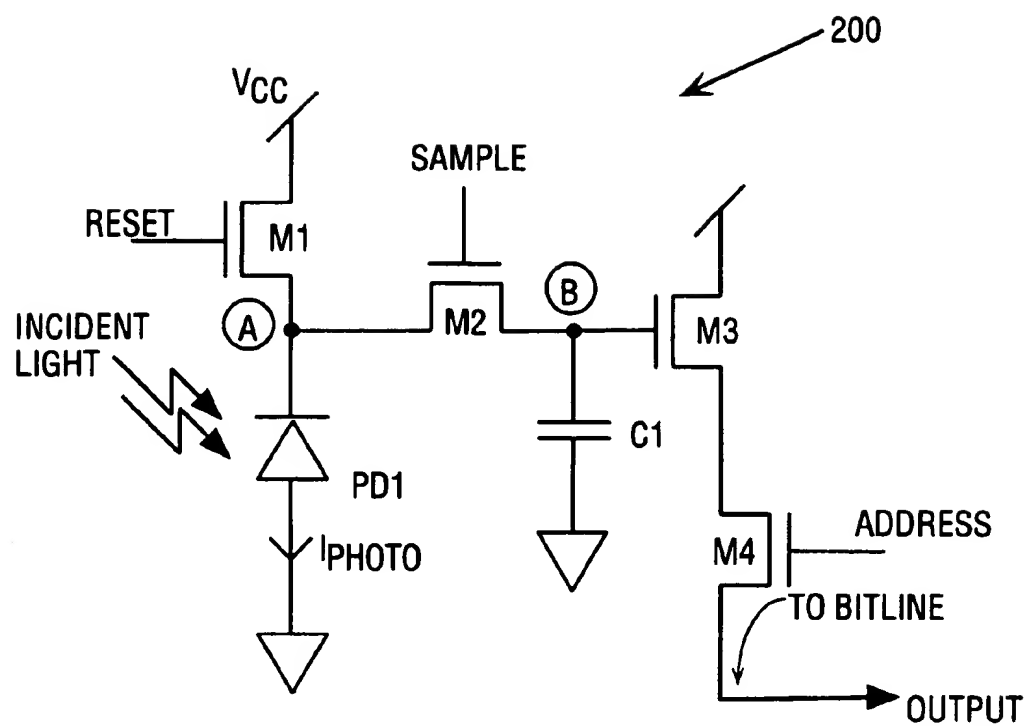 200
VCC
SAMPLE
RESET
M1
B
A
M2
M3
INCIDENT
LIGHT
C1
PD1
ADDRESS
M4
IPHOTO
TO BITLINE
OUTPUT